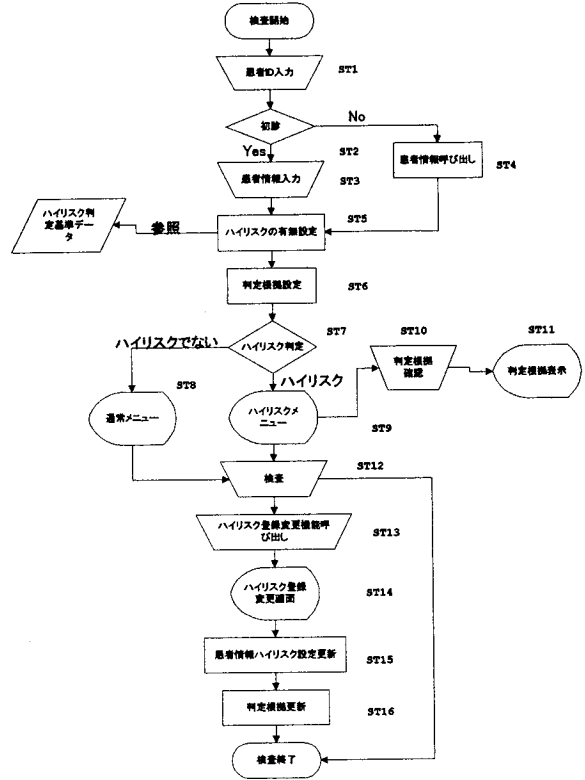 検査開始
患者ID入力
ST1
初診
No
Yes
ST2
患者情報呼び出し
ST4
患者情報入力
ST3
ハイリスク判
定基準デー
タ
参照
ハイリスクの有無設定
ST5
判定根拠設定
ST6
ハイリスクでない
ハイリスク判定
ST7
ハイリスク
ST10
判定根拠
確認
ST11
判定根拠表示
ST8
通常メニュー
ハイリスクメ
ニュー
ST9
検査
ST12
ハイリスク登録変更機能呼
び出し
ST13
ハイリスク登録
変更画面
ST14
患者情報ハイリスク設定更新
ST15
判定根拠更新
ST16
検査終了